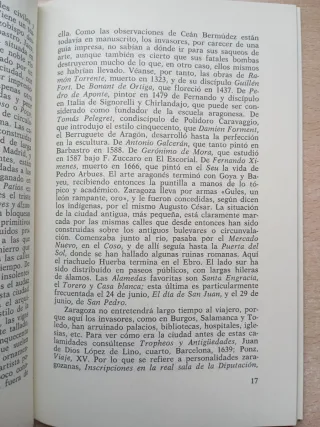 ella. Como las observaciones de Ceán Bermúdez están
todavía en manuscrito, los invasores, por carecer de una
guía impresa, no sabían a dónde ir para sus saqueos de
arte, aunque también es cierto que sus fatales bombas
destruyeron mucho de lo que, en otro caso, ellos mismos
se habrían llevado. Véanse, por tanto, las obras de Ro-
món Torrente, muerto en 1323, y de su discípulo Guillén
Fort. De Bonant de Ortiga, que floreció en 1437. De Pe-
dro de Aponte, pintor en 1479 de Fernando y discípulo
en Italia de Signorelli y Chirlandajo, que puede ser con-
siderado como fundador de la escuela aragonesa. De
Tomás Pelegret, condiscípulo de Polidoro Caravaggio,
que introdujo el estilo cinquecento, que Damien Forment,
el Berruguete de Aragón, desarrolló hasta la perfección
en la escultura. De Antonio Galcerán, que tanto pintó en
Barbastro en 1588. De Gerónimo de Mora, que estudió en
1587 bajo F. Zuccaro en El Escorial. De Fernando Xi-
menes, muerto en 1666, que pintó en el Seu la vida de
Pedro Arbues. El arte aragonés terminó con Goya y Ba-
yeu, recibiendo entonces la puntilla a manos de lo tó-
pico y académico. Zaragoza lleva por armas «Gules, un
león rampante, oro», y le fueron concedidas, según dicen
los indígenas, por el mismo Augusto César. La situación
de la ciudad antigua, más pequeña, está claramente marca-
da por las mismas calles que desde entonces han sido
construidas sobre los antiguos bulevares o circunvala-
ción. Comenzamos junto al río, pasaba por el Mercado
Nuevo, en el Coso, y de allí seguía hasta la Puerta del
Sol, donde se han hallado algunas ruinas romanas. Aquí
el riachuelo Huerba termina en el Ebro. El lado sur ha
sido distribuido en paseos públicos, con largas hileras
de álamos. Las Alamedas favoritas son Santa Engracia,
el Torero y Casa blanca; esta última es particularmente
frecuentada el 24 de junio, El día de San Juan, y el 29
de junio, de San Pedro.
Zaragoza no entretendrá largo tiempo al viajero, por-
que aquí los invasores, como en Burgos, Salamanca y To-
ledo, han arruinado palacios, bibliotecas, hospitales, igle-
sias, etc. Para ver cómo era la ciudad antes de estas ca-
lamidades consúltense Tropheos y Antigüedades, Juan
de Dios López de Lino, cuarto, Barcelona, 1639; Ponz,
Viaje, XV. Por lo que se refiere a personalidades zara-
gozanas, Inscripciones en la real sala de la Diputación,
17